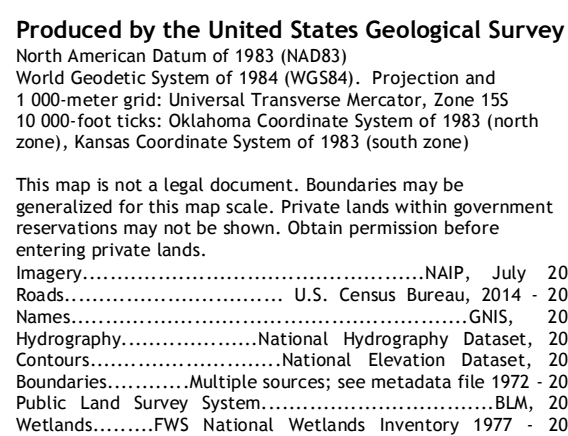 Produced by the United States Geological Survey
North American Datum of 1983 (NAD83)
World Geodetic System of 1984 (WGS84). Projection and
1 000-meter grid: Universal Transverse Mercator, Zone 15S
10 000-foot ticks: Oklahoma Coordinate System of 1983 (north
zone), Kansas Coordinate System of 1983 (south zone)
This map is not a legal document. Boundaries may be
generalized for this map scale. Private lands within government
reservations may not be shown. Obtain permission before
entering private lands.
Imagery.............................................NAIP, July 20
Roads............................. U.S. Census Bureau, 2014 - 20
Names....................................................GNIS, 20
Hydrography..................National Hydrography Dataset, 20
Contours.........................National Elevation Dataset, 20
Boundaries............Multiple sources; see metadata file 1972 - 20
Public Land Survey System...............................BLM, 20
Wetlands.........FWS National Wetlands Inventory 1977 - 20